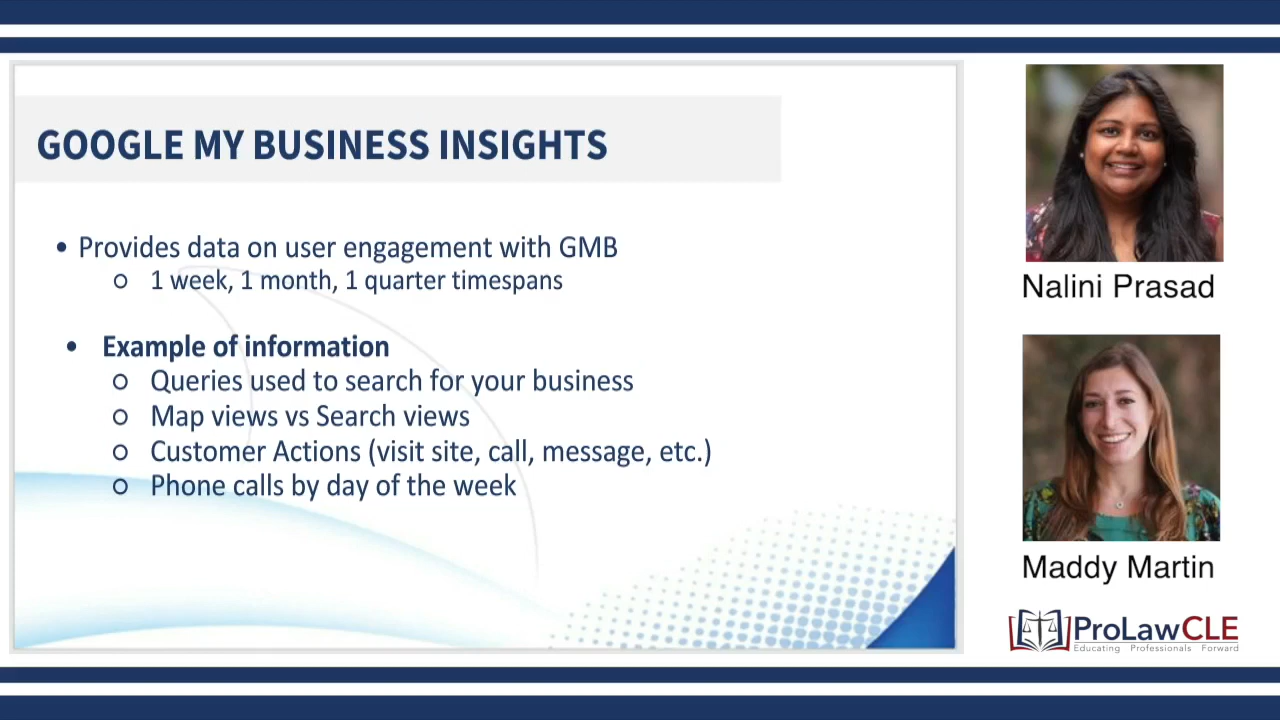 GOOGLE MY BUSINESS INSIGHTS
• Provides data on user engagement with GMB
○ 1 week, 1 month, 1 quarter timespans
• Example of information
○ Queries used to search for your business
○ Map views vs Search views
○ Customer Actions (visit site, call, message, etc.)
○ Phone calls by day of the week
Nalini Prasad
Maddy Martin
ProLawCLE
Educating Professionals Forward